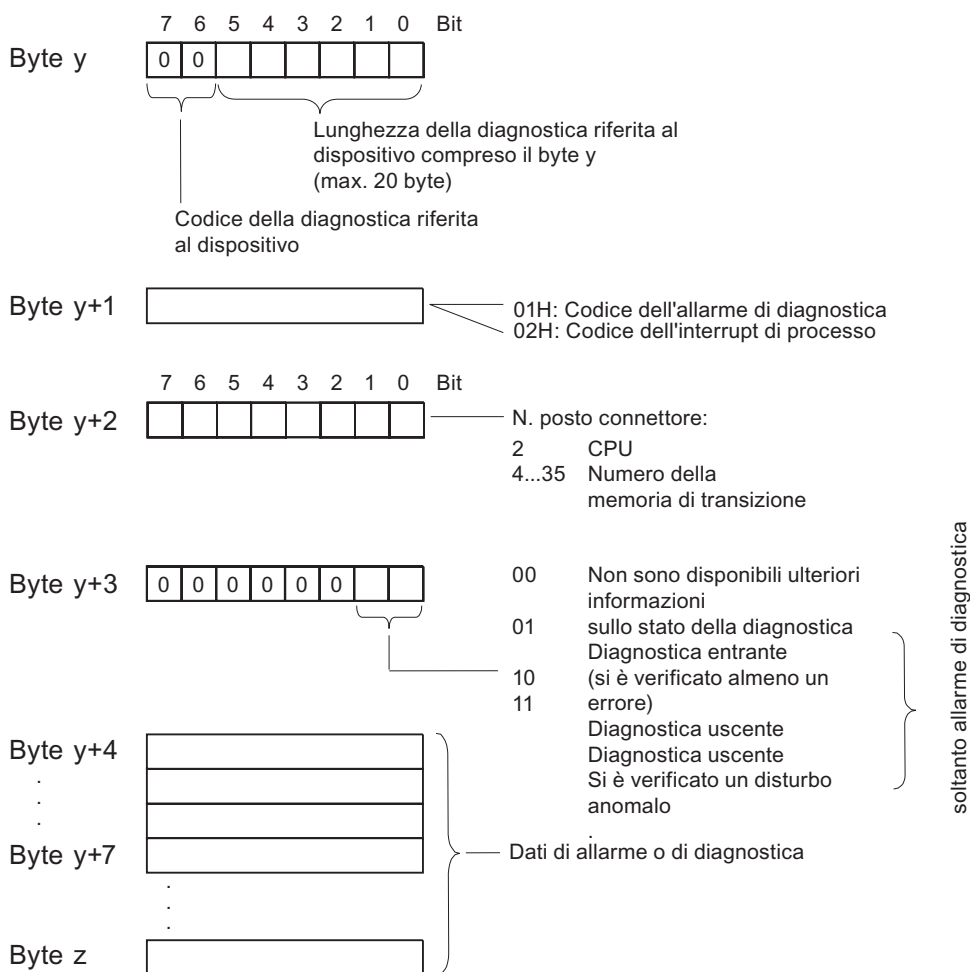 7 6 5 4 3 2 1 0 Bit
Byte y
0 0
Lunghezza della diagnostica riferita al
dispositivo compreso il byte y
(max. 20 byte)
Codice della diagnostica riferita
al dispositivo
Byte y+1
01H: Codice dell'allarme di diagnostica
02H: Codice dell'interrupt di processo
7 6 5 4 3 2 1 0 Bit
Byte y+2
N. posto connettore:
2 CPU
4...35 Numero della
memoria di transizione
Byte y+3
0 0 0 0 0 0
00 Non sono disponibili ulteriori
informazioni
01 sullo stato della diagnostica
Diagnostica entrante
10 (si è verificato almeno un
11 errore)
Diagnostica uscente
Diagnostica uscente
Si è verificato un disturbo
anomalo
.
soltanto allarme di diagnostica
Byte y+4
.
.
.
Byte y+7
Dati di allarme o di diagnostica
.
.
.
Byte z